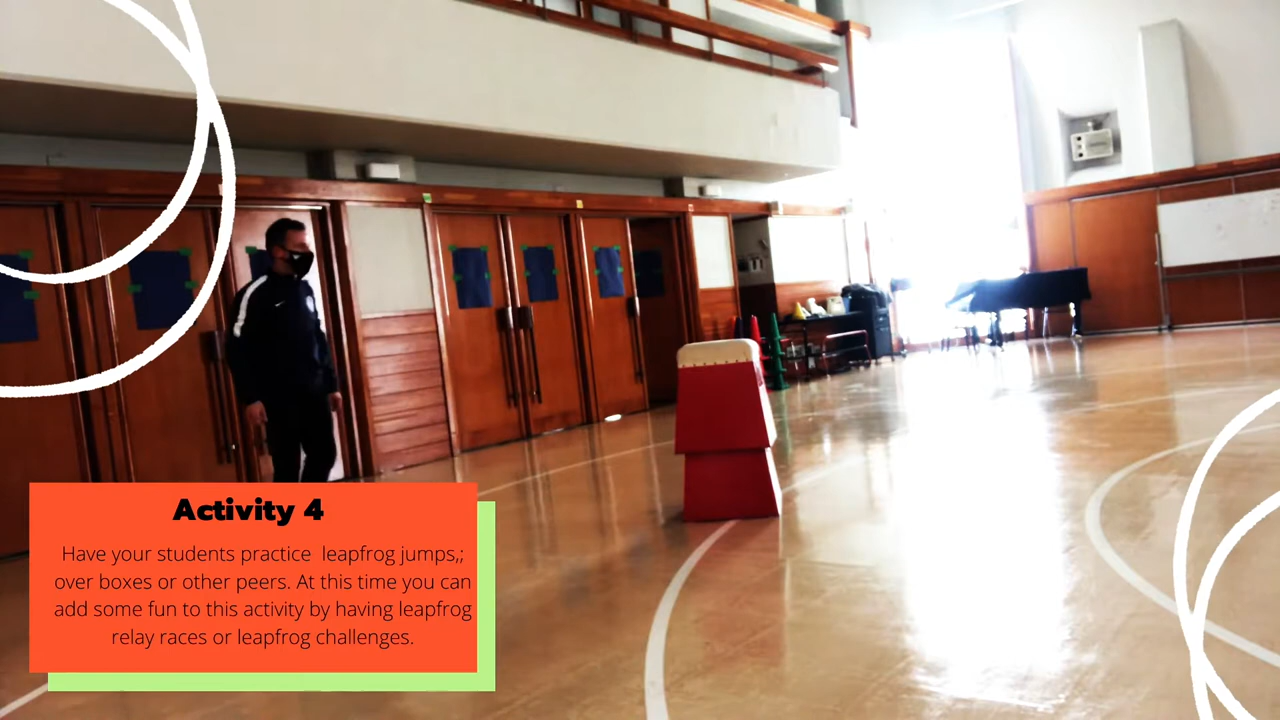 Activity 4
Have your students practice  leapfrog jumps,;
over boxes or other peers. At this time you can
add some fun to this activity by having leapfrog
relay races or leapfrog challenges.